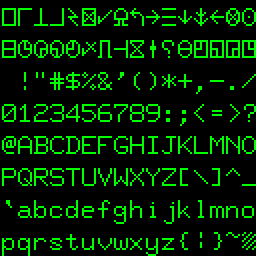 !"#$%&'()*+,-./
0123456789:;<=>?
@ABCDEFGHIJKLMNO
PQRSTUVWXYZ[\]^_
`abcdefghijklmno
pqrstuvwxyz{¦}~▒